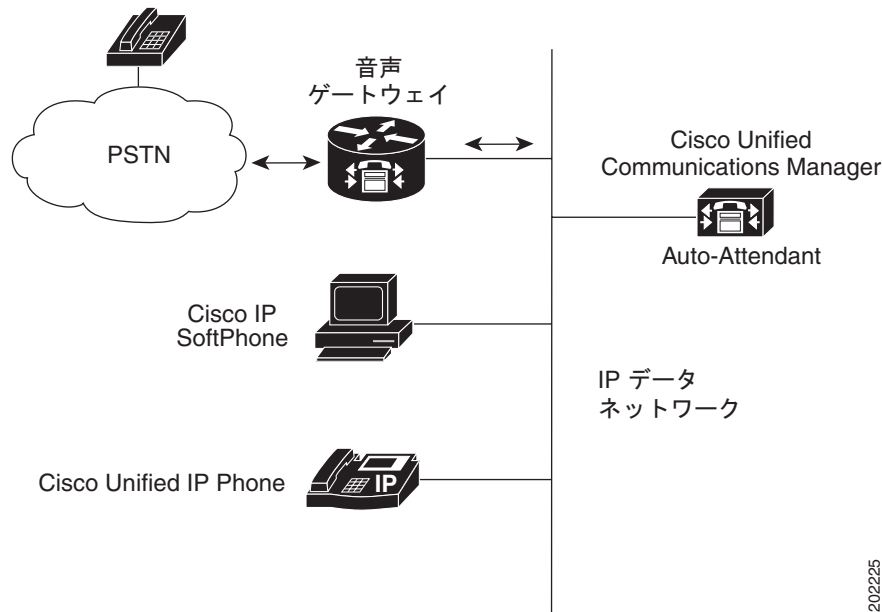 音声
ゲートウェイ
PSTN
Cisco Unified
Communications Manager
Auto-Attendant
Cisco IP
SoftPhone
IP データ
ネットワーク
Cisco Unified IP Phone
IP
202225